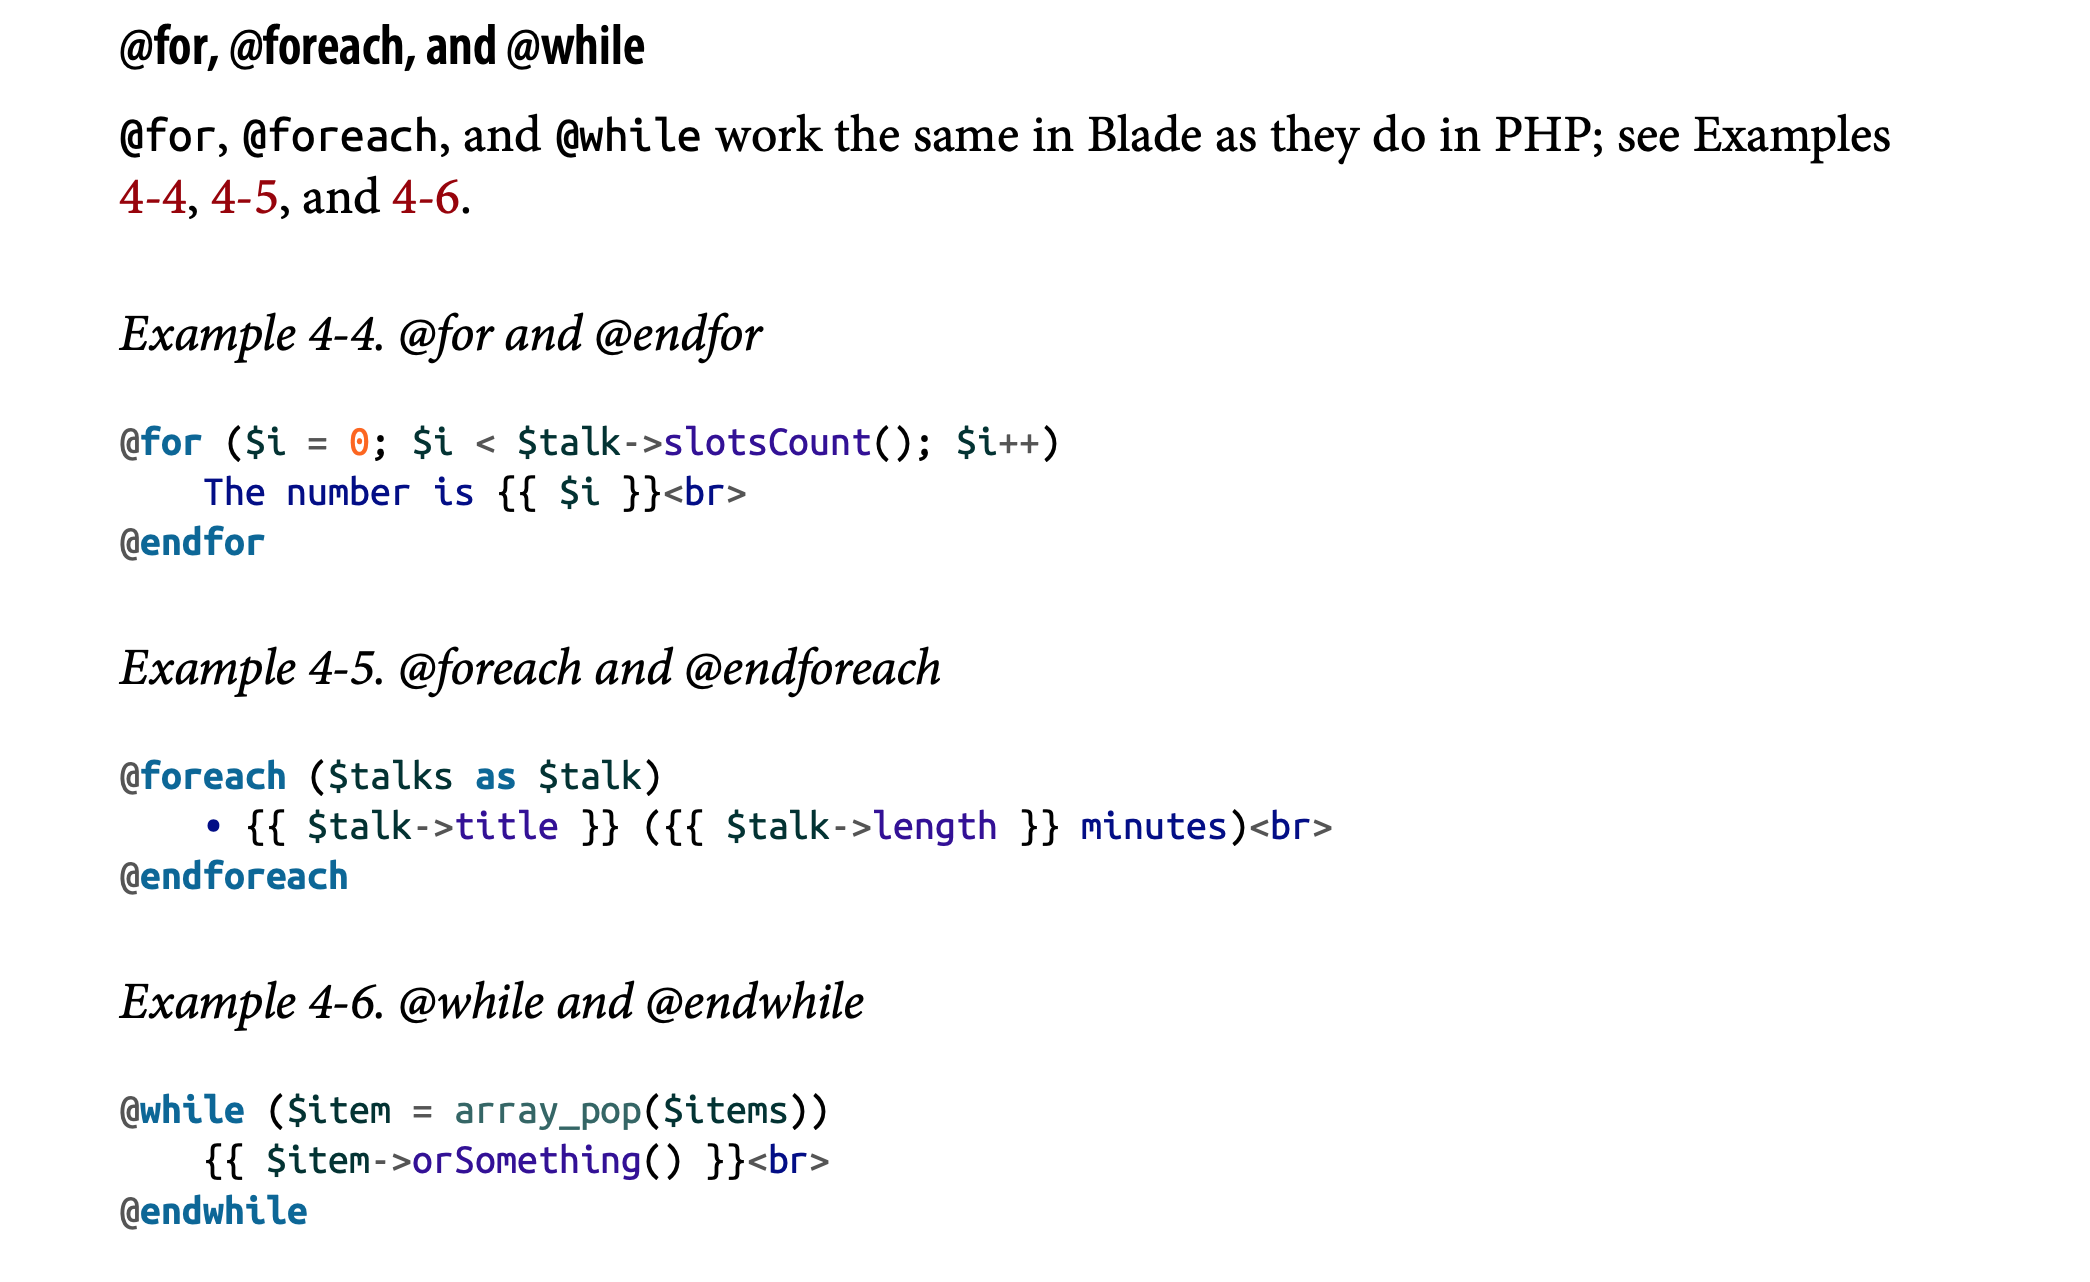 @for, @foreach, and @while
@for, @foreach, and @while work the same in Blade as they do in PHP; see Examples
4-4, 4-5, and 4-6.
Example 4-4. @for and @endfor
@for ($i = 0; $i < $talk->slotsCount(); $i++)
    The number is {{ $i }}<br>
@endfor
Example 4-5. @foreach and @endforeach
@foreach ($talks as $talk)
    • {{ $talk->title }} ({{ $talk->length }} minutes)<br>
@endforeach
Example 4-6. @while and @endwhile
@while ($item = array_pop($items))
    {{ $item->orSomething() }}<br>
@endwhile